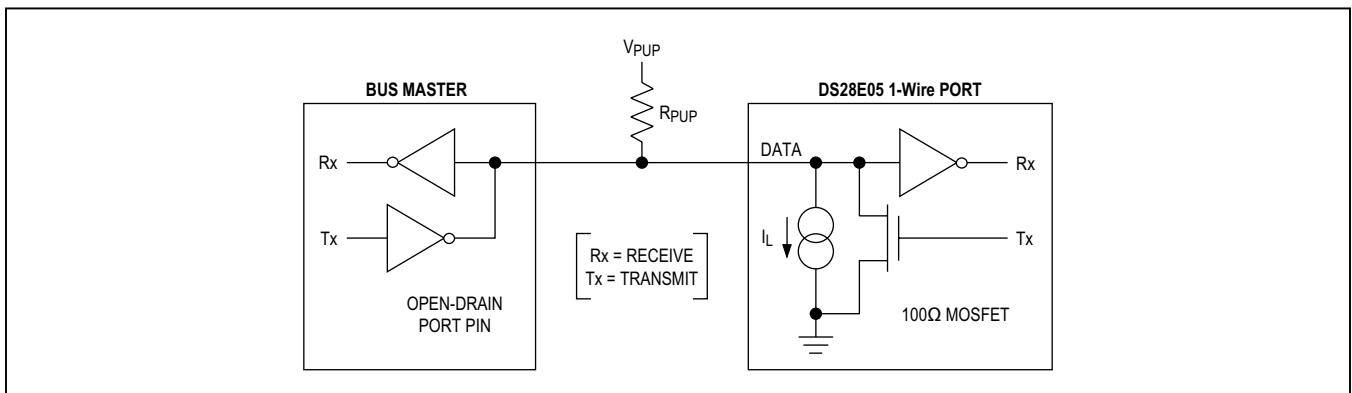 VPUP
BUS MASTER
DS28E05 1-Wire PORT
RPUP
Rx
DATA
Rx
Tx
IL
Tx
Rx = RECEIVE
Tx = TRANSMIT
OPEN-DRAIN
PORT PIN
100Ω MOSFET